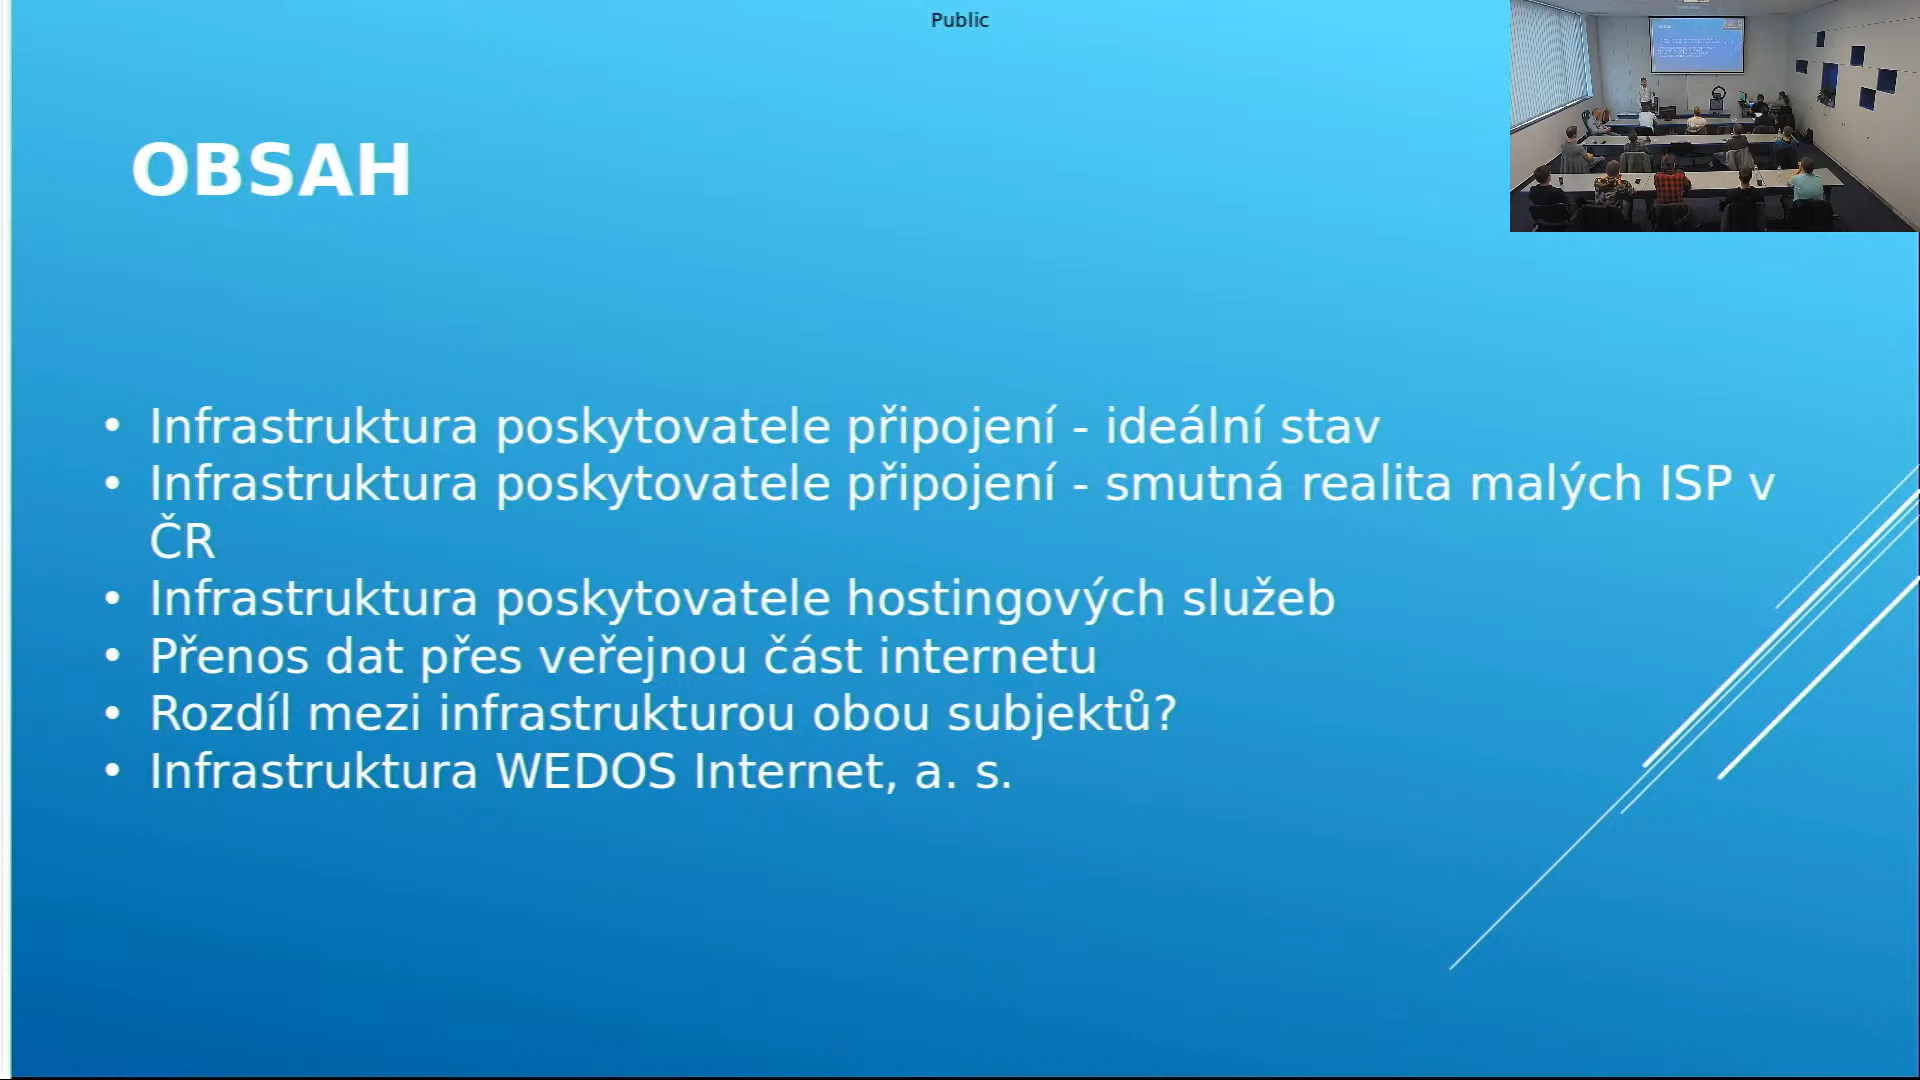 Public
OBSAH
• Infrastruktura poskytovatele připojení - ideální stav
• Infrastruktura poskytovatele připojení - smutná realita malých ISP v
ČR
• Infrastruktura poskytovatele hostingových služeb
• Přenos dat přes veřejnou část internetu
• Rozdíl mezi infrastrukturou obou subjektů?
• Infrastruktura WEDOS Internet, a. s.